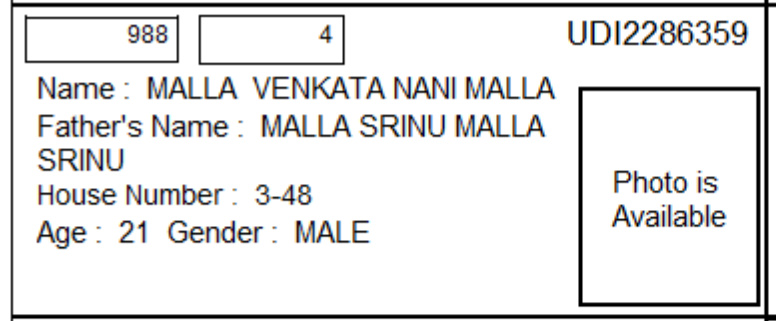 988 4 UDI2286359
Name : MALLA VENKATA NANI MALLA
Father's Name : MALLA SRINU MALLA
SRINU
House Number : 3-48
Age : 21 Gender : MALE
Photo is
Available